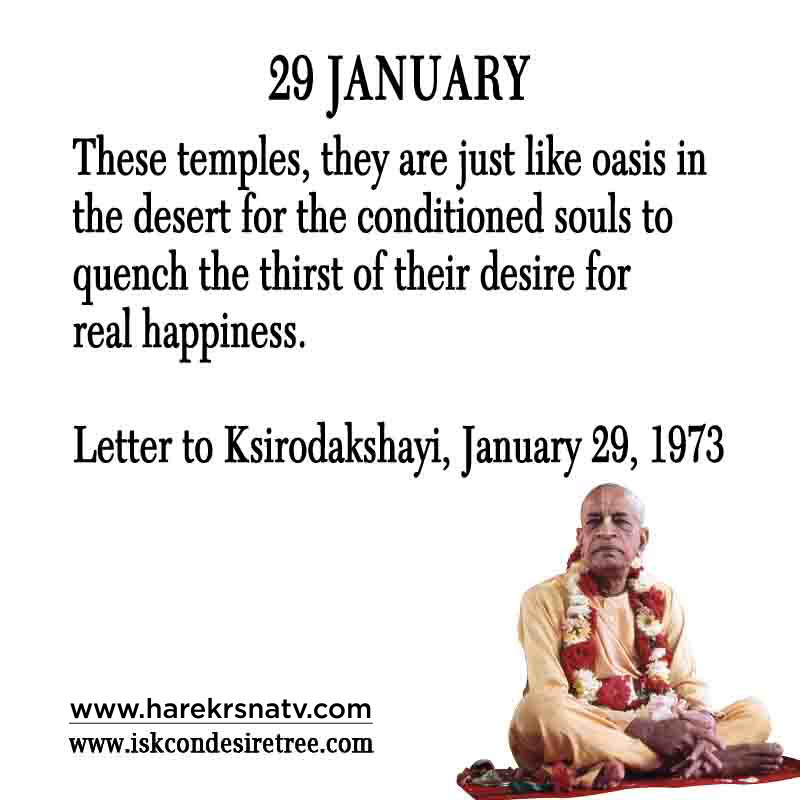 29 JANUARY
These temples, they are just like oasis in
the desert for the conditioned souls to
quench the thirst of their desire for
real happiness.
Letter to Ksirodakshayi, January 29, 1973
www.harekrsnatv.com
www.iskcondesiretree.com